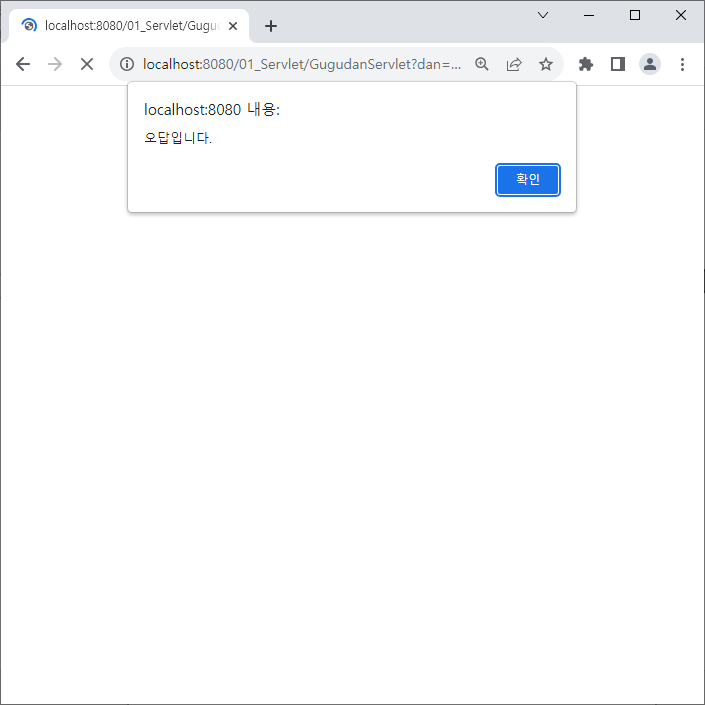 localhost:8080/01_Servlet/Gugu
localhost:8080/01_Servlet/GugudanServlet?dan=...
localhost:8080 내용:
오답입니다.
확인